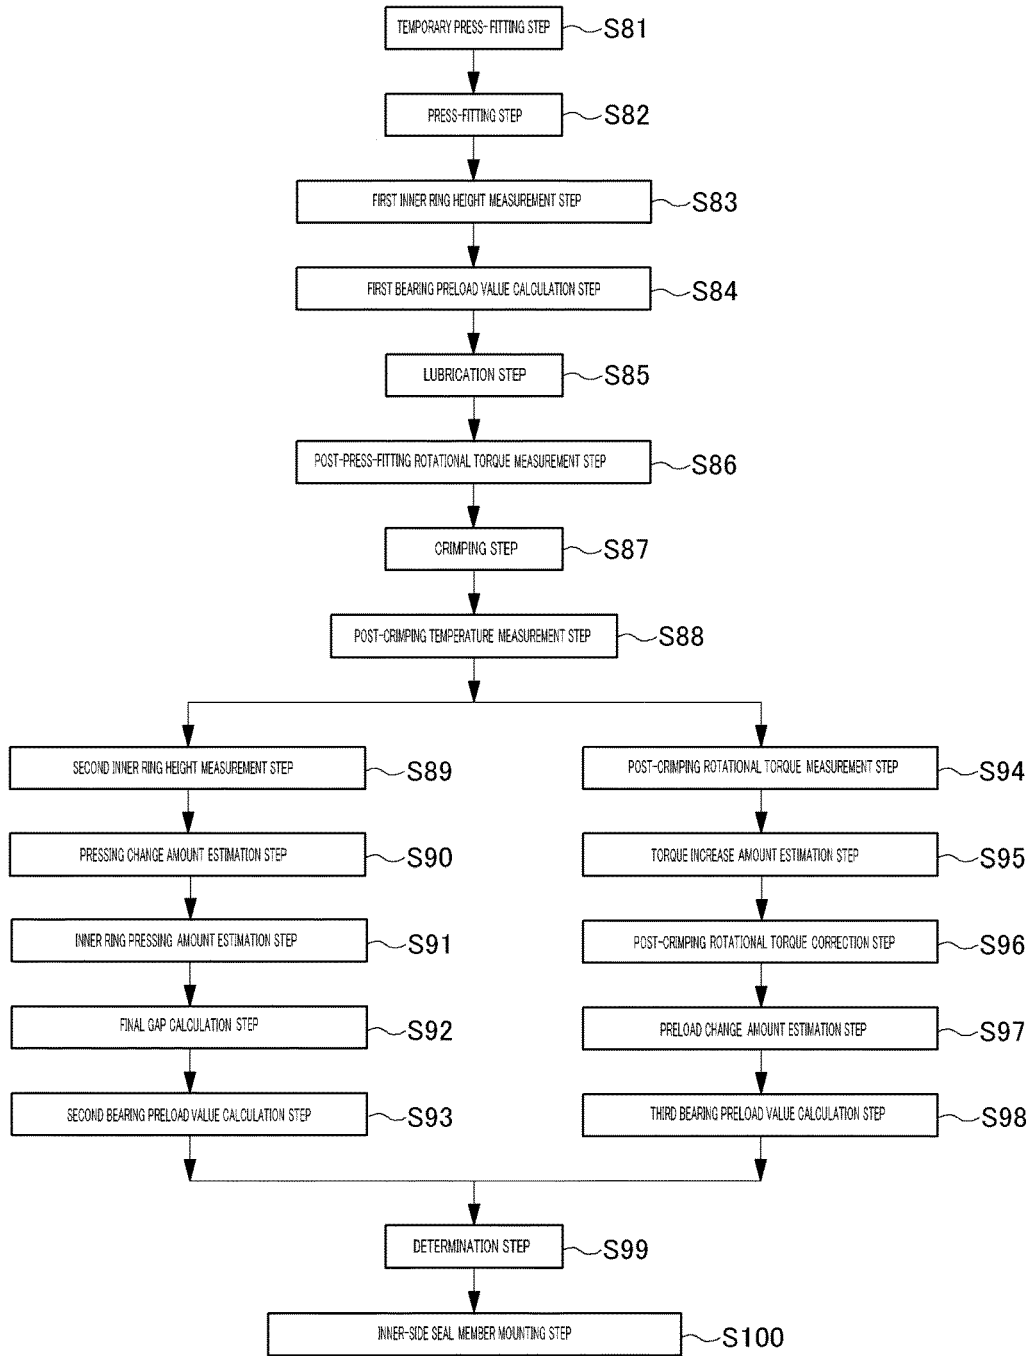 TEMPORARY PRESS-FITTING STEP S81
PRESS-FITTING STEP S82
FIRST INNER RING HEIGHT MEASUREMENT STEP S83
FIRST BEARING PRELOAD VALUE CALCULATION STEP S84
LUBRICATION STEP S85
POST-PRESS-FITTING ROTATIONAL TORQUE MEASUREMENT STEP S86
CRIMPING STEP S87
POST-CRIMPING TEMPERATURE MEASUREMENT STEP S88
SECOND INNER RING HEIGHT MEASUREMENT STEP S89
PRESSING CHANGE AMOUNT ESTIMATION STEP S90
INNER RING PRESSING AMOUNT ESTIMATION STEP S91
FINAL GAP CALCULATION STEP S92
SECOND BEARING PRELOAD VALUE CALCULATION STEP S93
POST-CRIMPING ROTATIONAL TORQUE MEASUREMENT STEP S94
TORQUE INCREASE AMOUNT ESTIMATION STEP S95
POST-CRIMPING ROTATIONAL TORQUE CORRECTION STEP S96
PRELOAD CHANGE AMOUNT ESTIMATION STEP S97
THIRD BEARING PRELOAD VALUE CALCULATION STEP S98
DETERMINATION STEP S99
INNER-SIDE SEAL MEMBER MOUNTING STEP S100